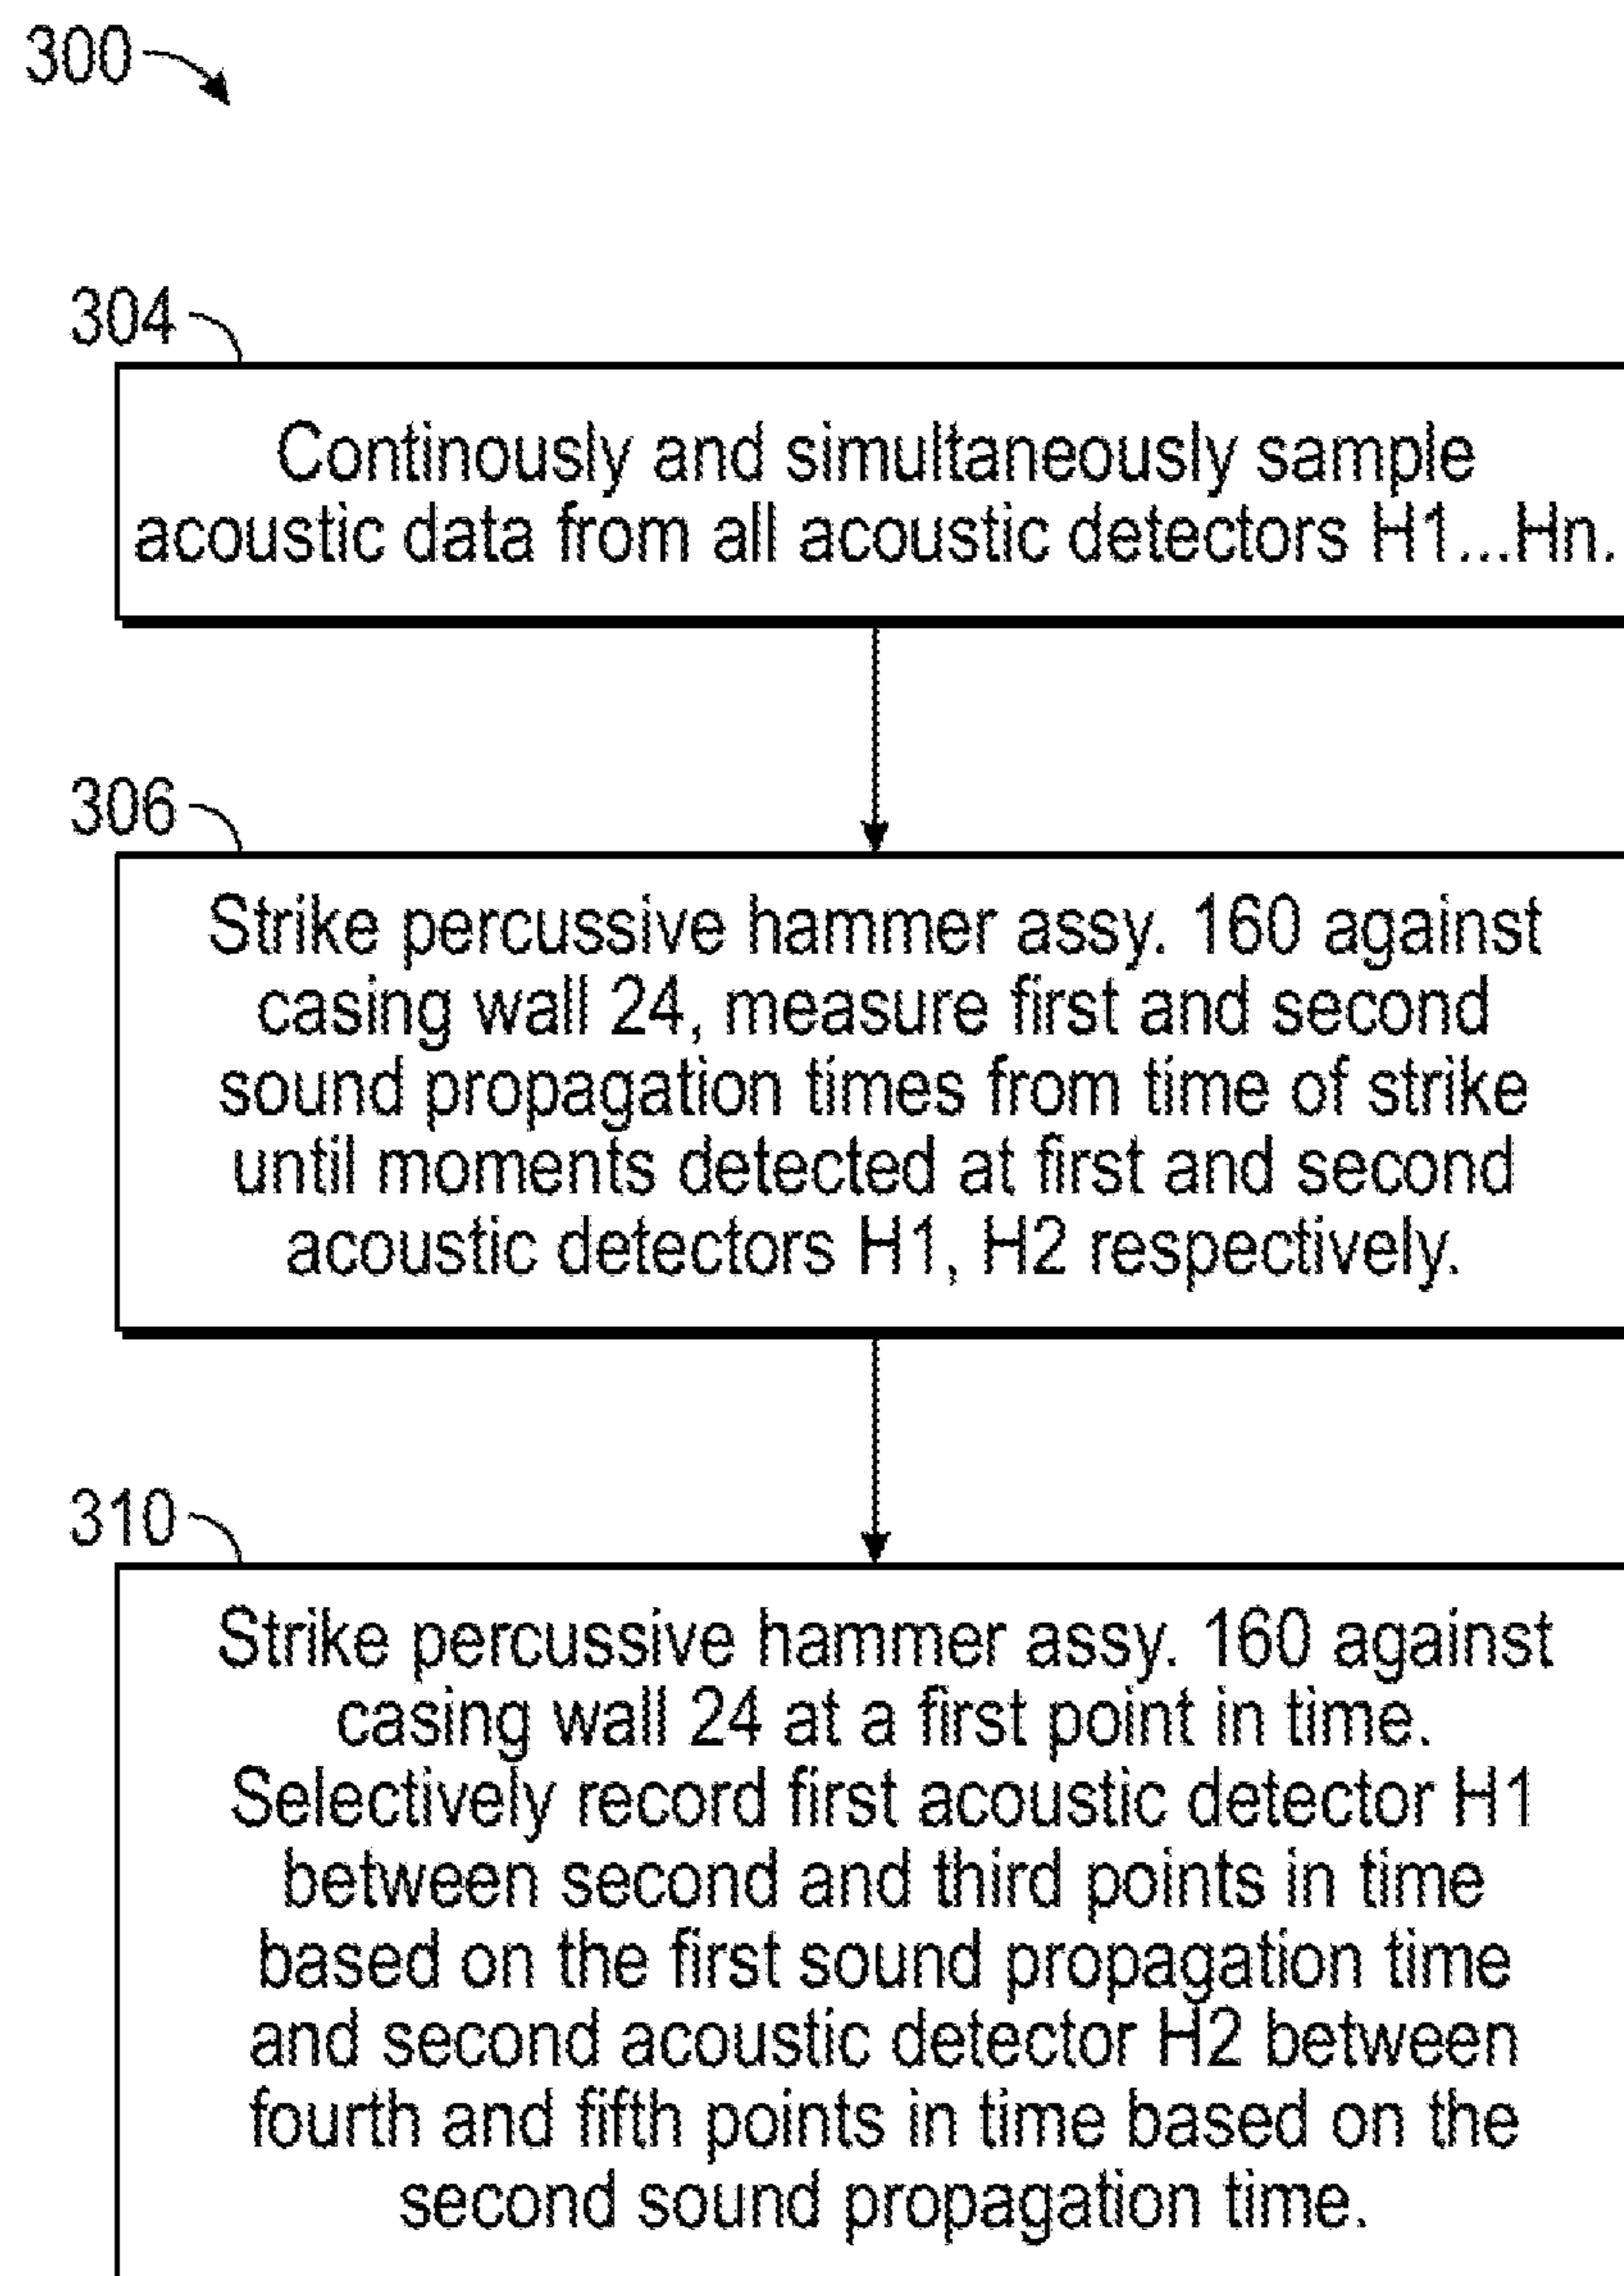 300
304
Continously and simultaneously sample
acoustic data from all acoustic detectors H1...Hn.
306
Strike percussive hammer assy. 160 against
casing wall 24, measure first and second
sound propagation times from time of strike
until moments detected at first and second
acoustic detectors H1, H2 respectively.
310
Strike percussive hammer assy. 160 against
casing wall 24 at a first point in time.
Selectively record first acoustic detector H1
between second and third points in time
based on the first sound propagation time
and second acoustic detector H2 between
fourth and fifth points in time based on the
second sound propagation time.